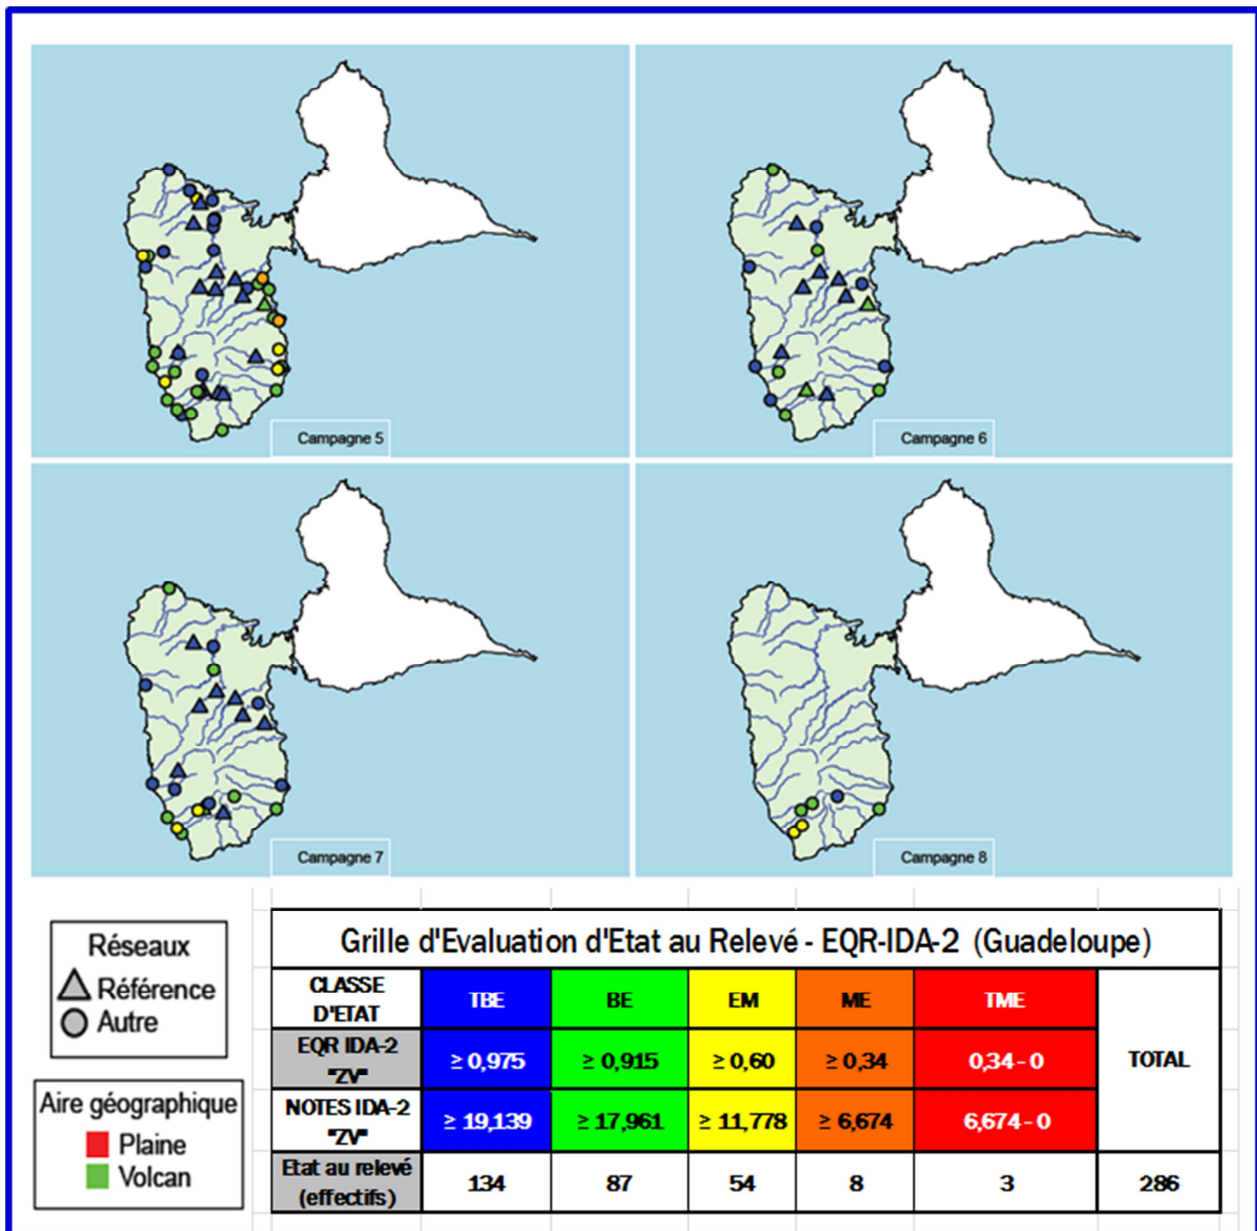 Campagne 5
Campagne 6
Campagne 7
Campagne 8
Réseaux
Référence
Autre
Aire géographique
Plaine
Volcan
Grille d'Evaluation d'Etat au Relevé - EQR-IDA-2 (Guadeloupe)
CLASSE D'ETAT TBE BE EM ME TME TOTAL
EQR IDA-2 "ZV" ≥ 0,975 ≥ 0,915 ≥ 0,60 ≥ 0,34 0,34 - 0
NOTES IDA-2 "ZV" ≥ 19,139 ≥ 17,961 ≥ 11,778 ≥ 6,674 6,674 - 0
Etat au relevé (effectifs) 134 87 54 8 3 286